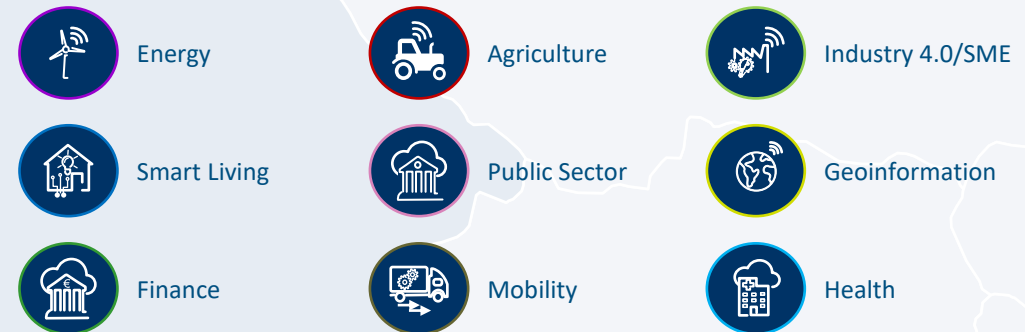 Energy
Agriculture
Industry 4.0/SME
Smart Living
Public Sector
Geoinformation
€
Finance
Mobility
Health